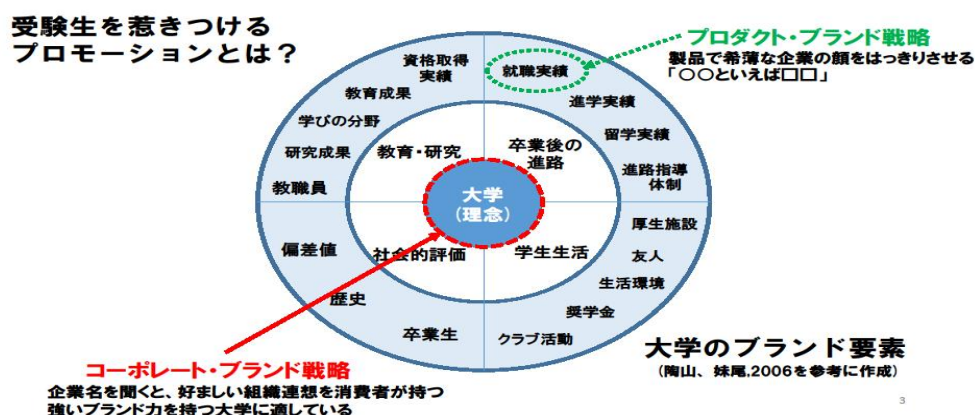 受験生を惹きつける
プロモーションとは？
プロダクト・ブランド戦略
製品で希薄な企業の顔をはっきりさせる
「○○といえば□□」
資格取得
実績
就職実績
教育成果
進学実績
学びの分野
留学実績
研究成果
教育・研究
卒業後の
進路
進路指導
体制
教職員
大学
(理念)
厚生施設
偏差値
社会的評価
学生生活
友人
生活環境
歴史
奨学金
卒業生
クラブ活動
大学のブランド要素
(陶山、妹尾,2006を参考に作成)
コーポレート・ブランド戦略
企業名を聞くと、好ましい組織連想を消費者が持つ
強いブランド力を持つ大学に適している
3